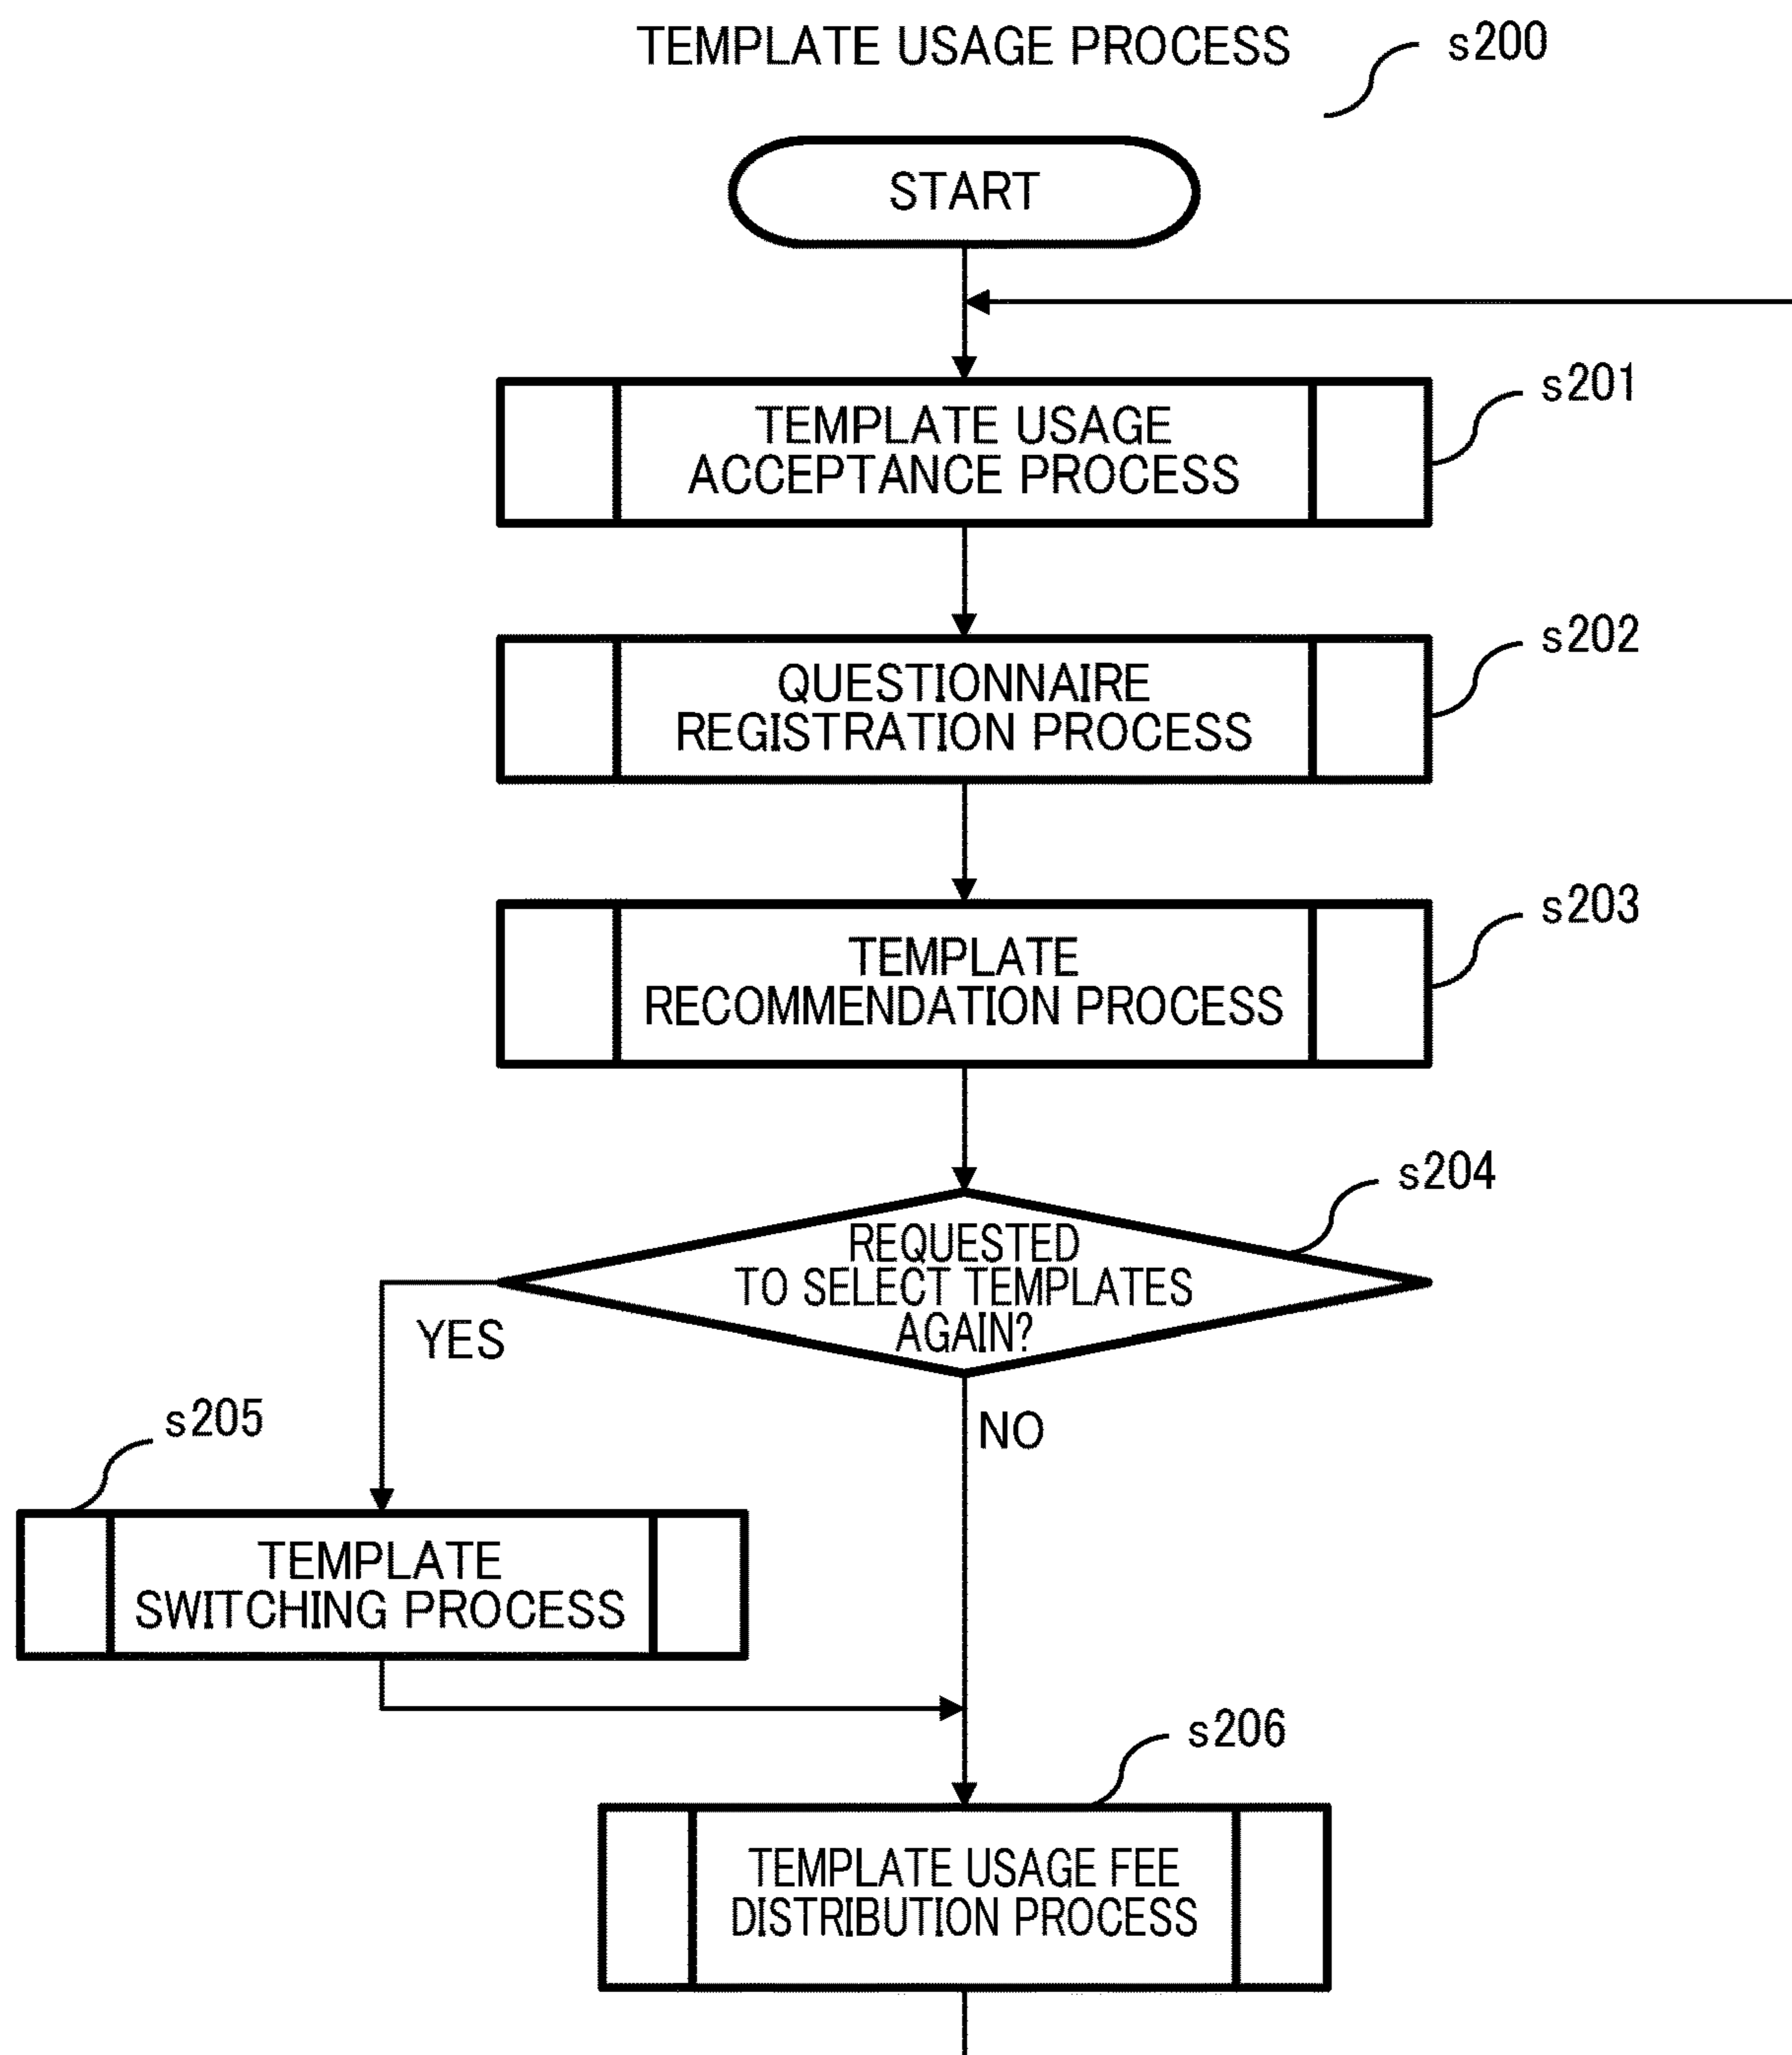 TEMPLATE USAGE PROCESS
s200
START
s201
TEMPLATE USAGE
ACCEPTANCE PROCESS
s202
QUESTIONNAIRE
REGISTRATION PROCESS
s203
TEMPLATE
RECOMMENDATION PROCESS
s204
REQUESTED
TO SELECT TEMPLATES
AGAIN?
YES
NO
s205
TEMPLATE
SWITCHING PROCESS
s206
TEMPLATE USAGE FEE
DISTRIBUTION PROCESS